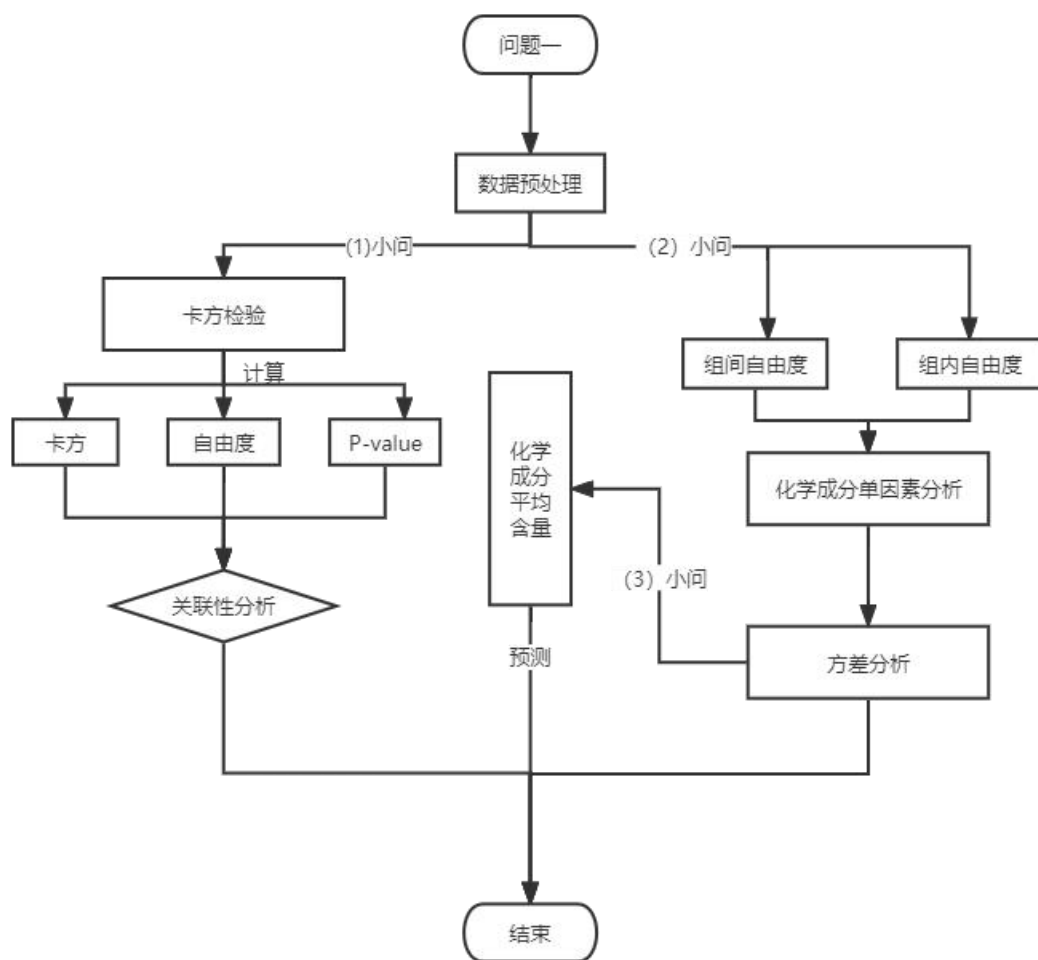 问题一
数据预处理
(1)小问
（2）小问
卡方检验
计算
组间自由度
组内自由度
卡方
自由度
P-value
化学
成分
平均
含量
化学成分单因素分析
（3）小问
关联性分析
预测
方差分析
结束